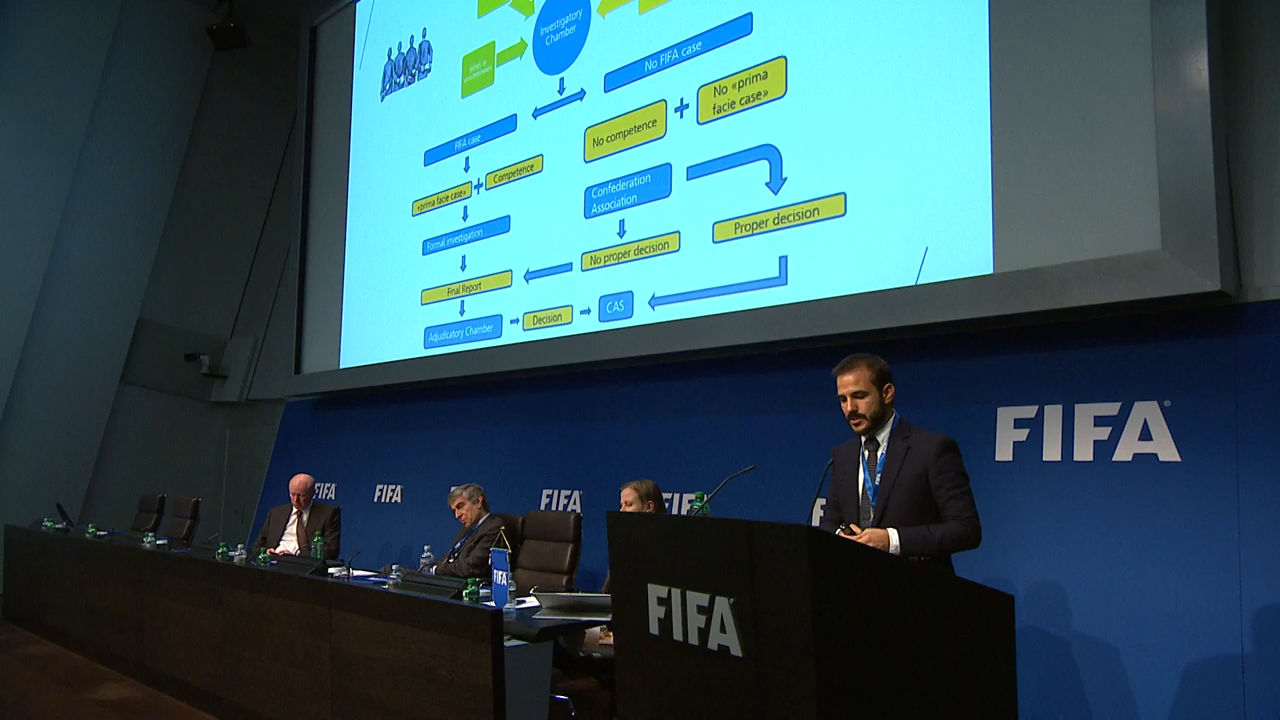 Investigatory
Chamber
No FIFA case
No «prima
facie case»
No competence
FIFA case
Competence
«prima facie case»
Confederation
Association
Formal investigation
Proper decision
No proper decision
Final Report
Adjudicatory Chamber
Decision
CAS
FIFA
FIFA
FIFA
FIFA
FIFA
FIFA
FIFA